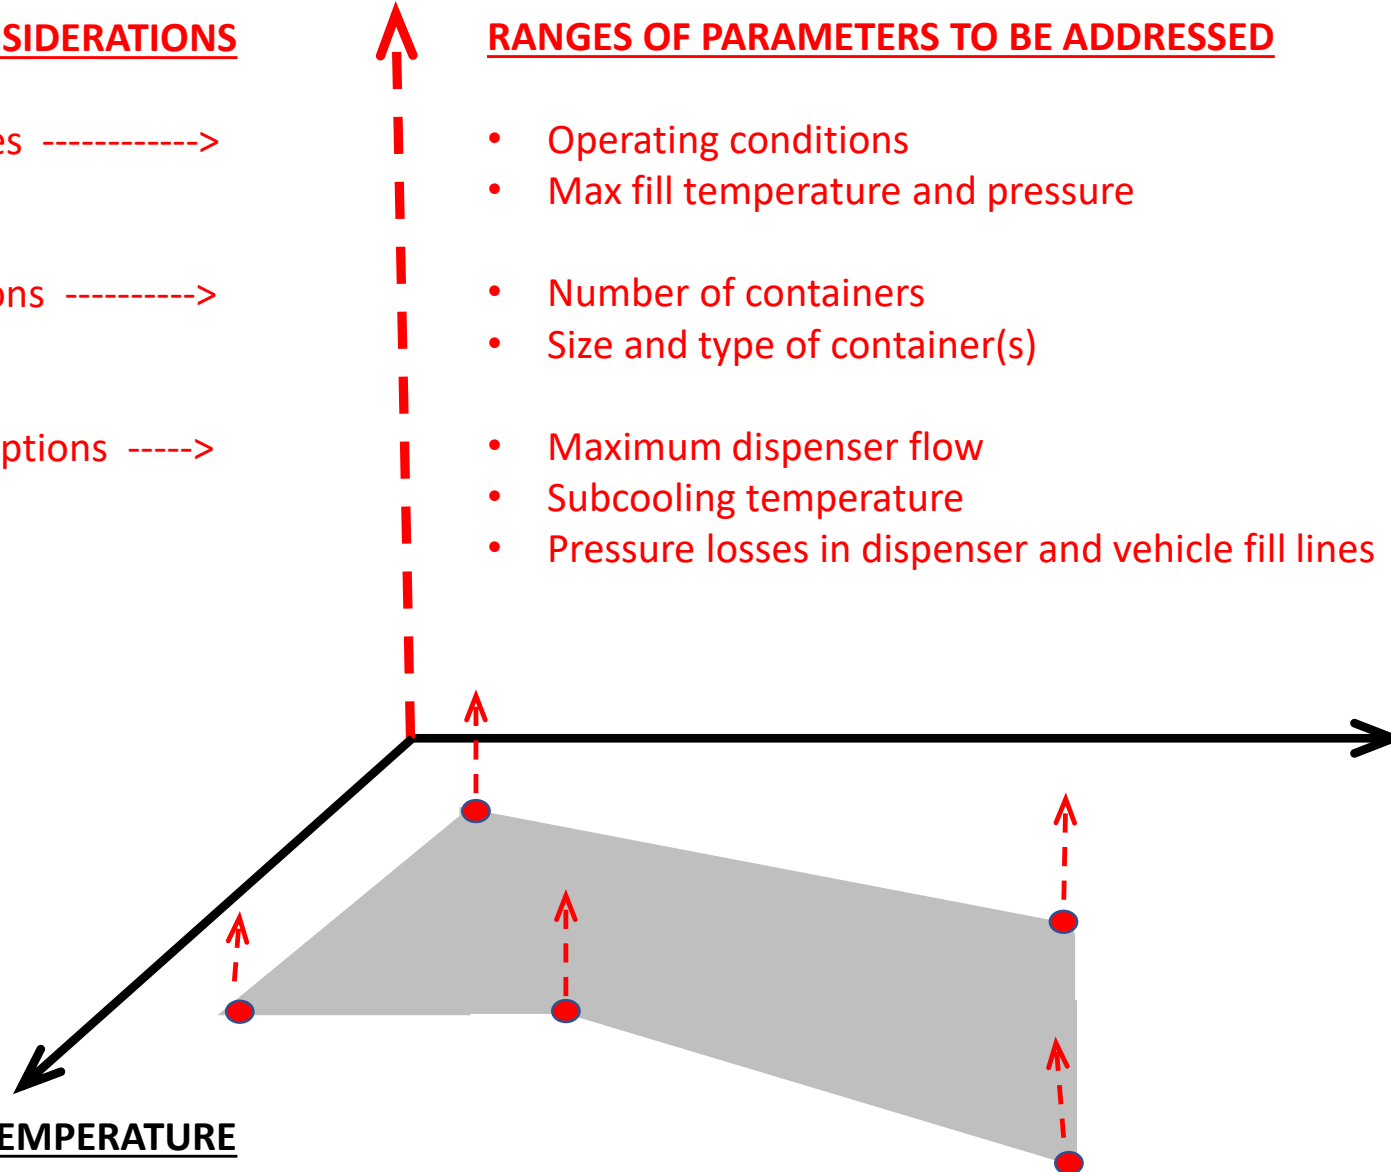 SIDERATIONS
RANGES OF PARAMETERS TO BE ADDRESSED
es ------------>
• Operating conditions
• Max fill temperature and pressure
ons ---------->
• Number of containers
• Size and type of container(s)
ptions ----->
• Maximum dispenser flow
• Subcooling temperature
• Pressure losses in dispenser and vehicle fill lines
EMPERATURE